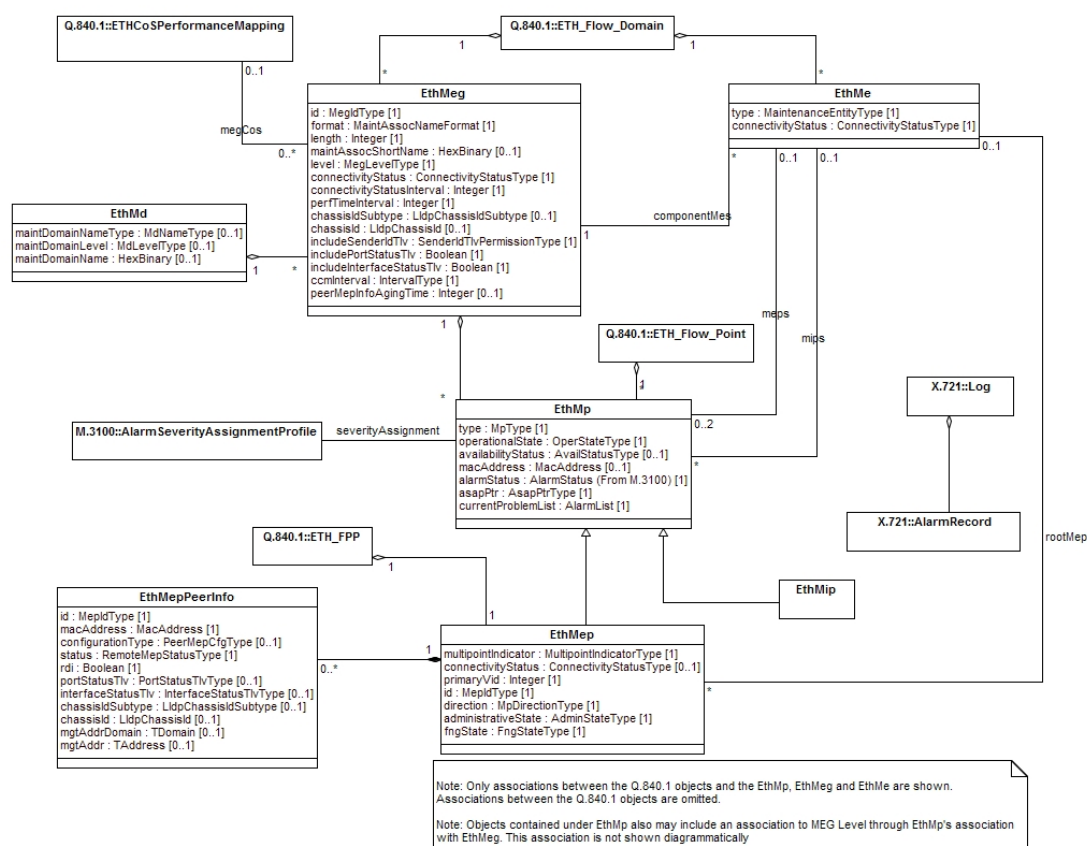 Q.840.1::ETHCoSPerformanceMapping
Q.840.1::ETH_Flow_Domain
1
1
0..1
*
*
EthMeg
id : MegIdType [1]
format : MaintAssocNameFormat [1]
length : Integer [1]
maintAssocShortName : HexBinary [0..1]
level : MegLevelType [1]
connectivityStatus : ConnectivityStatusType [1]
connectivityStatusInterval : Integer [1]
perfTimeInterval : Integer [1]
chassisIdSubtype : LldpChassisIdSubtype [0..1]
chassisId : LldpChassisId [0..1]
includeSenderIdTlv : SenderIdTlvPermissionType [1]
includePortStatusTlv : Boolean [1]
includeInterfaceStatusTlv : Boolean [1]
ccmInterval : IntervalType [1]
peerMepInfoAgingTime : Integer [0..1]
EthMe
type : MaintenanceEntityType [1]
connectivityStatus : ConnectivityStatusType [1]
megCos
0..*
*
0..1
0..1
0..1
EthMd
maintDomainNameType : MdNameType [0..1]
maintDomainLevel : MdLevelType [0..1]
maintDomainName : HexBinary [0..1]
1
*
componentMes
1
meps
mips
1
*
Q.840.1::ETH_Flow_Point
1
*
X.721::Log
M.3100::AlarmSeverityAssignmentProfile
severityAssignment
EthMp
type : MpType [1]
operationalState : OperStateType [1]
availabilityStatus : AvailStatusType [0..1]
macAddress : MacAddress [0..1]
alarmStatus : AlarmStatus (From M.3100) [1]
asapPtr : AsapPtrType [1]
currentProblemList : AlarmList [1]
0..2
*
X.721::AlarmRecord
rootMep
Q.840.1::ETH_FPP
1
1
EthMip
EthMepPeerInfo
id : MepIdType [1]
macAddress : MacAddress [1]
configurationType : PeerMepCfgType [0..1]
status : RemoteMepStatusType [1]
rdi : Boolean [1]
portStatusTlv : PortStatusTlvType [0..1]
interfaceStatusTlv : InterfaceStatusTlvType [0..1]
chassisIdSubtype : LldpChassisIdSubtype [0..1]
chassisId : LldpChassisId [0..1]
mgtAddrDomain : TDomain [0..1]
mgtAddr : TAddress [0..1]
1
0..*
EthMep
multipointIndicator : MultipointIndicatorType [1]
connectivityStatus : ConnectivityStatusType [0..1]
primaryVid : Integer [1]
id : MepIdType [1]
direction : MpDirectionType [1]
administrativeState : AdminStateType [1]
fngState : FngStateType [1]
*
Note: Only associations between the Q.840.1 objects and the EthMp, EthMeg and EthMe are shown.
Associations between the Q.840.1 objects are omitted.
Note: Objects contained under EthMp also may include an association to MEG Level through EthMp's association
with EthMeg. This association is not shown diagrammatically